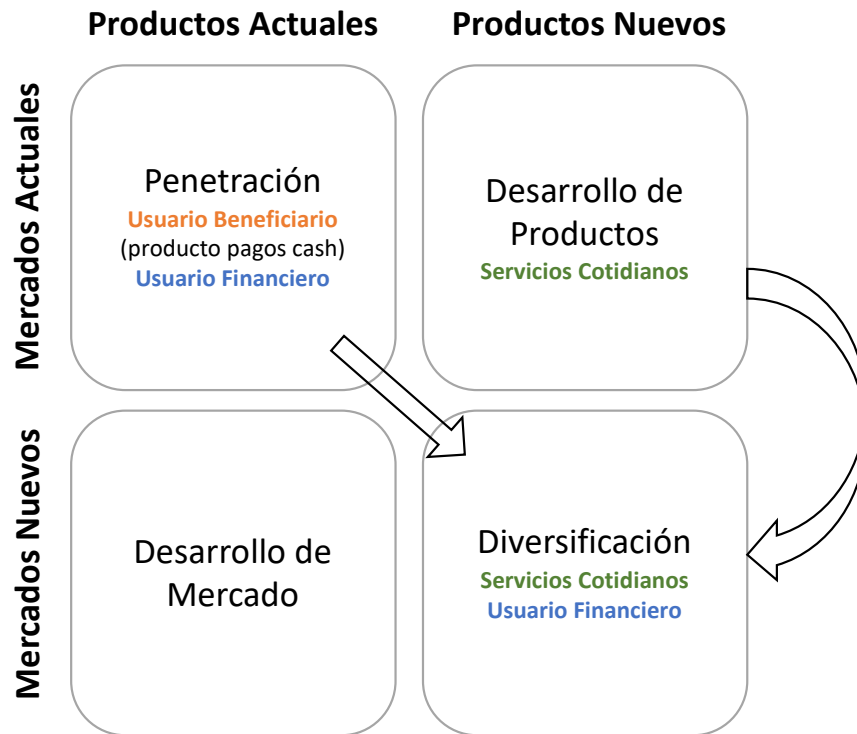 Productos Actuales
Productos Nuevos
Mercados Actuales
Penetración
Usuario Beneficiario
(producto pagos cash)
Usuario Financiero
Desarrollo de
Productos
Servicios Cotidianos
Mercados Nuevos
Desarrollo de
Mercado
Diversificación
Servicios Cotidianos
Usuario Financiero